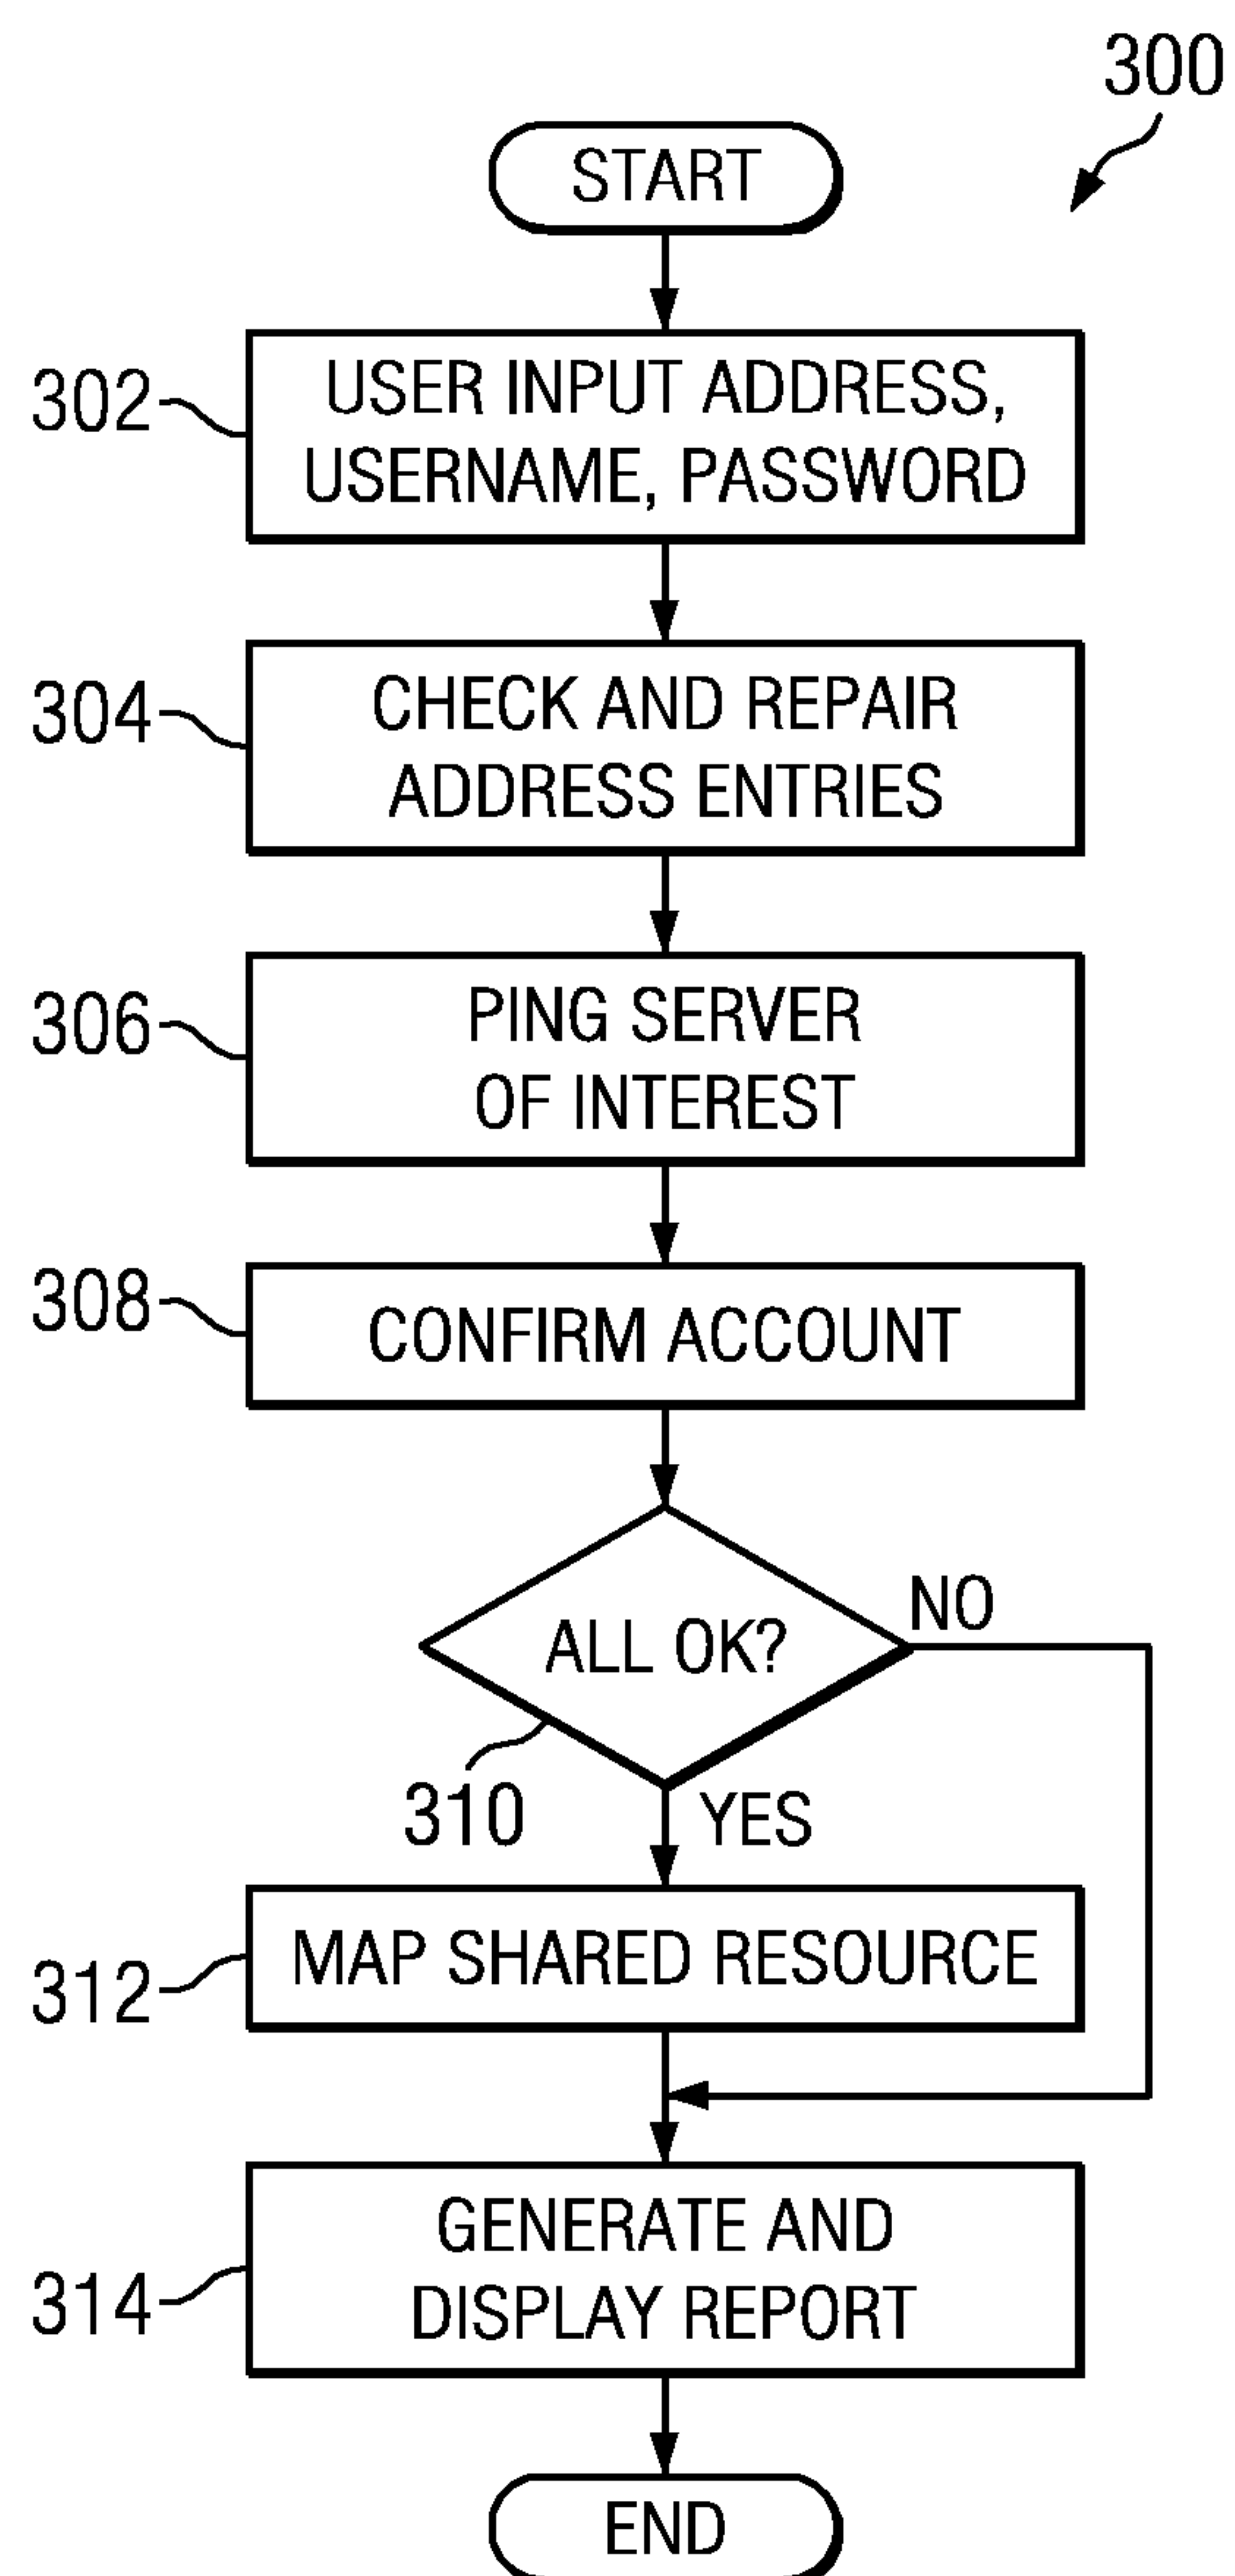 300
START
302
USER INPUT ADDRESS,
USERNAME, PASSWORD
304
CHECK AND REPAIR
ADDRESS ENTRIES
306
PING SERVER
OF INTEREST
308
CONFIRM ACCOUNT
ALL OK?
NO
310
YES
312
MAP SHARED RESOURCE
314
GENERATE AND
DISPLAY REPORT
END